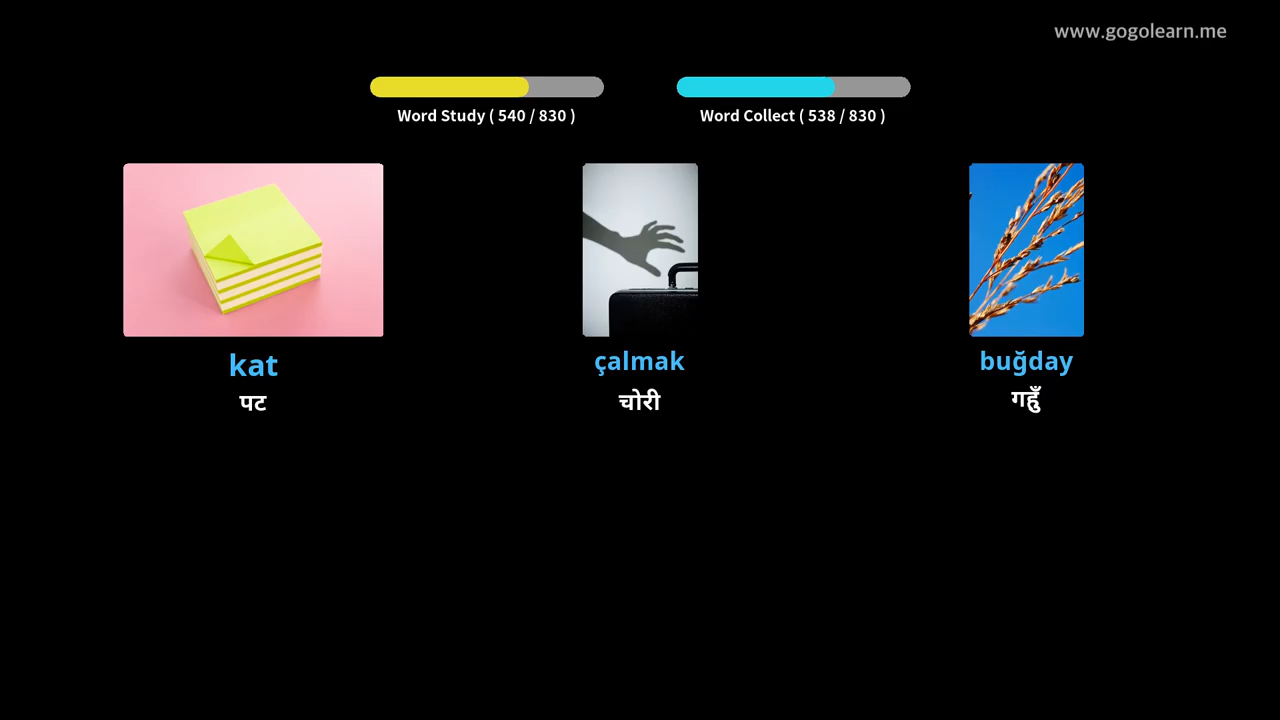 www.gogolearn.me
Word Study ( 540 / 830 )
Word Collect ( 538 / 830 )
kat
çalmak
buğday
पट
चोरी
गहुँ